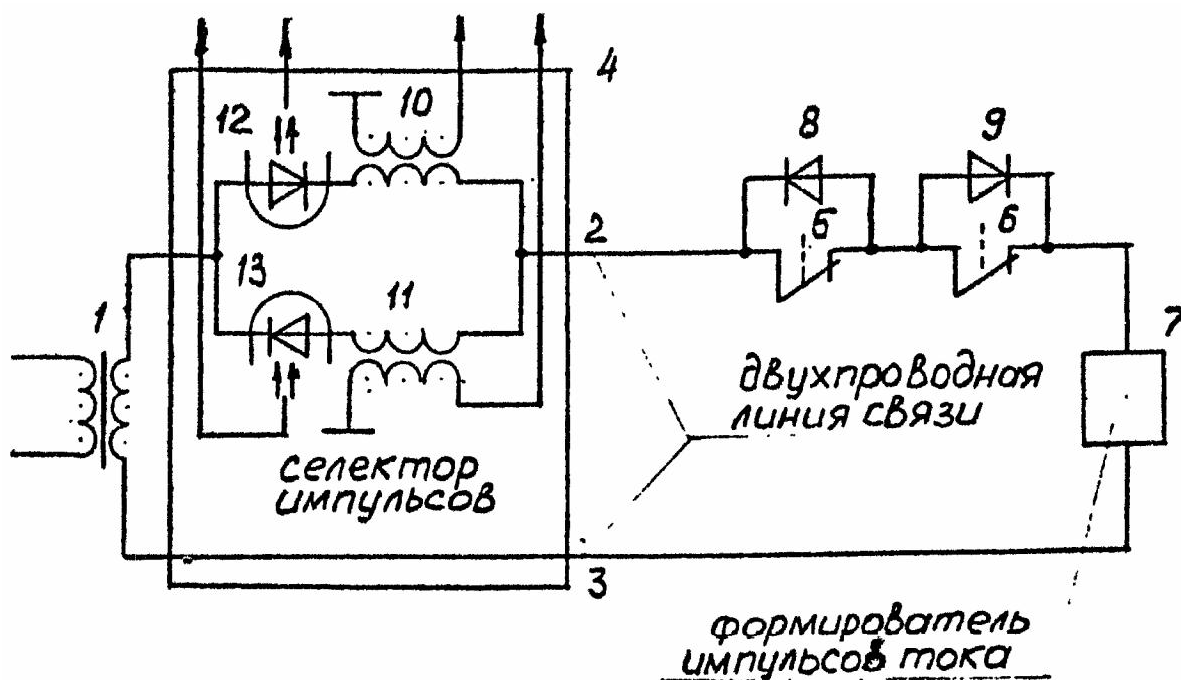 4
10
12
8
9
5
6
2
13
11
1
7
двухпроводная
линия связи
селектор
импульсов
3
формирователь
импульсов тока